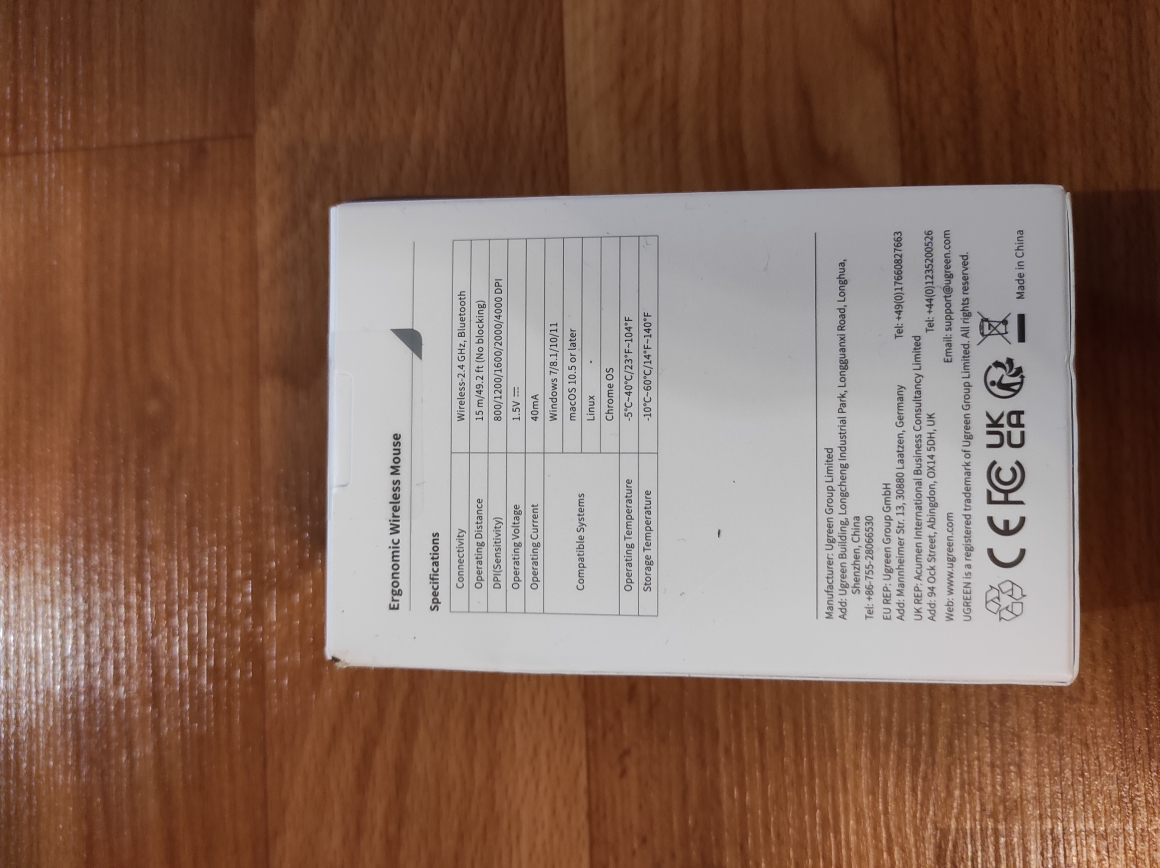 Ergonomic Wireless Mouse
Specifications
Connectivity Wireless-2.4 GHz, Bluetooth
Operating Distance 15 m/49.2 ft (No blocking)
DPI(Sensitivity) 800/1200/1600/2000/4000 DPI
Operating Voltage 1.5V ⎓
Operating Current 40mA
Compatible Systems Windows 7/8.1/10/11
macOS 10.5 or later
Linux
Chrome OS
Operating Temperature -5°C~40°C/23°F~104°F
Storage Temperature -10°C~60°C/14°F~140°F
Manufacturer: Ugreen Group Limited
Add: Ugreen Building, Longcheng Industrial Park, Longguanxi Road, Longhua,
Shenzhen, China
Tel: +86-755-28066530
EU REP: Ugreen Group GmbH
Add: Mannheimer Str. 13, 30880 Laatzen, Germany Tel: +49(0)17660827663
UK REP: Acumen International Business Consultancy Limited
Add: 94 Ock Street, Abingdon, OX14 5DH, UK Tel: +44(0)1235200526
Web: www.ugreen.com Email: support@ugreen.com
UGREEN is a registered trademark of Ugreen Group Limited. All rights reserved.
CE FC UK
CA
Made in China